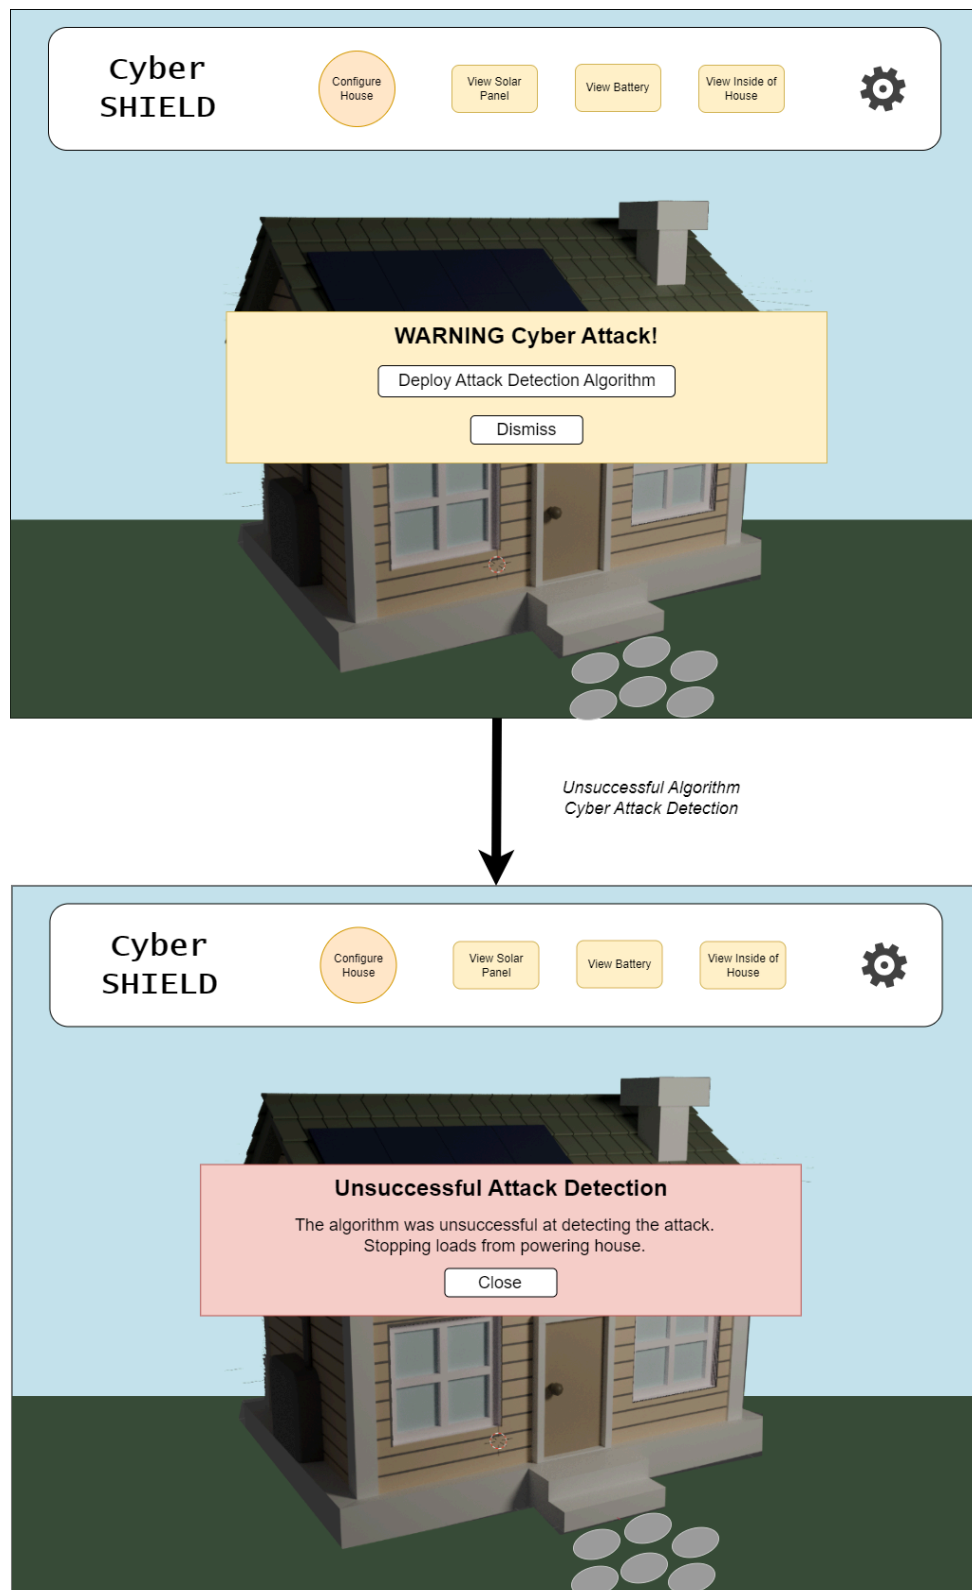 Cyber
SHIELD
Configure
House
View Solar
Panel
View Battery
View Inside of
House
WARNING Cyber Attack!
Deploy Attack Detection Algorithm
Dismiss
Unsuccessful Algorithm
Cyber Attack Detection
Cyber
SHIELD
Configure
House
View Solar
Panel
View Battery
View Inside of
House
Unsuccessful Attack Detection
The algorithm was unsuccessful at detecting the attack.
Stopping loads from powering house.
Close